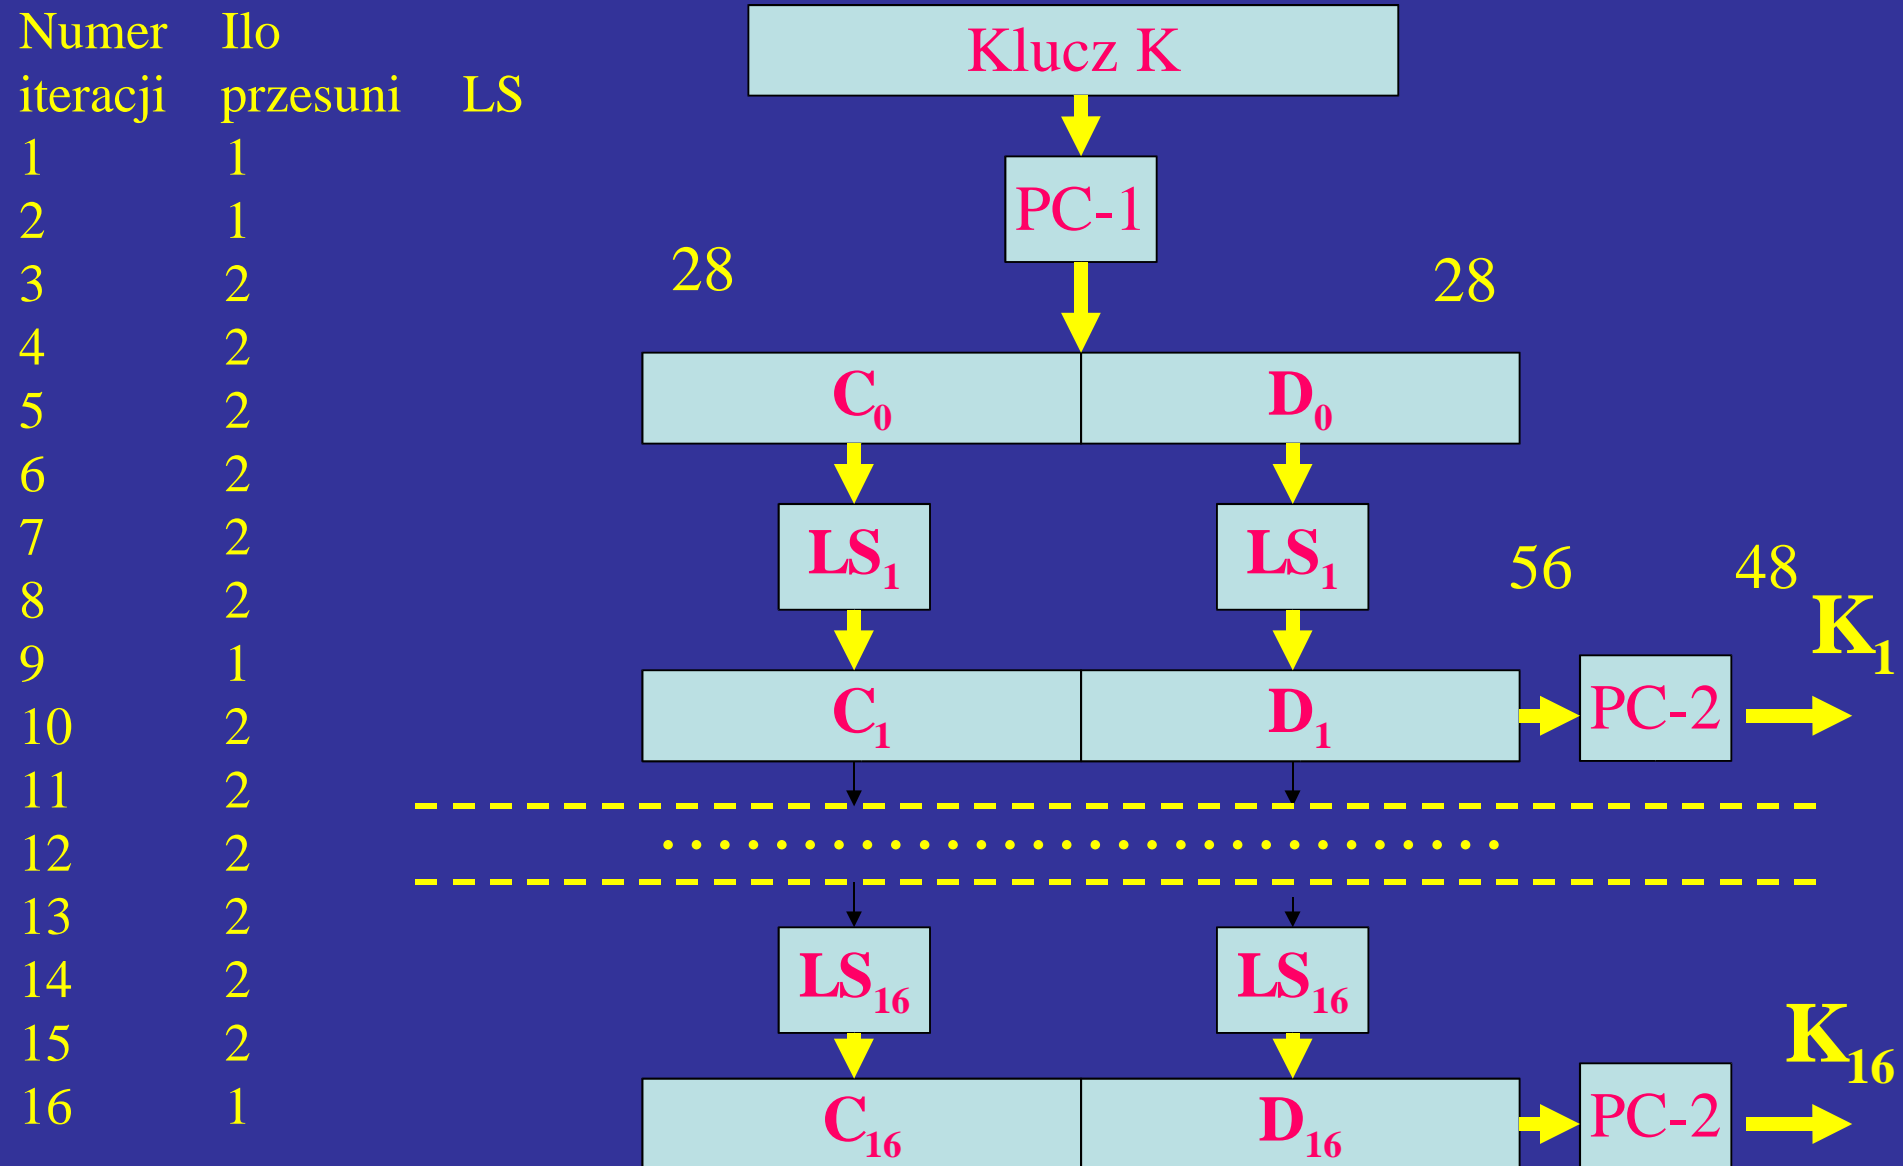 Numer Ilo
iteracji przesuni LS
1 1
2 1
3 2
4 2
5 2
6 2
7 2
8 2
9 1
10 2
11 2
12 2
13 2
14 2
15 2
16 1
Klucz K
PC-1
28 28
C0 D0
LS1 LS1
56 48
K1
C1 D1 PC-2
LS16 LS16
K16
C16 D16 PC-2